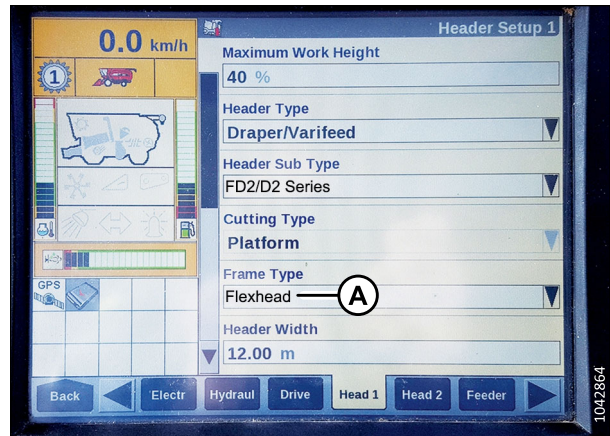 Header Setup 1
0.0 km/h
1
Maximum Work Height
40 %
Header Type
Draper/Varifeed
Header Sub Type
FD2/D2 Series
Cutting Type
Platform
Frame Type
Flexhead
A
Header Width
12.00 m
GPS
Back
Electr
Hydraul
Drive
Head 1
Head 2
Feeder
1042864